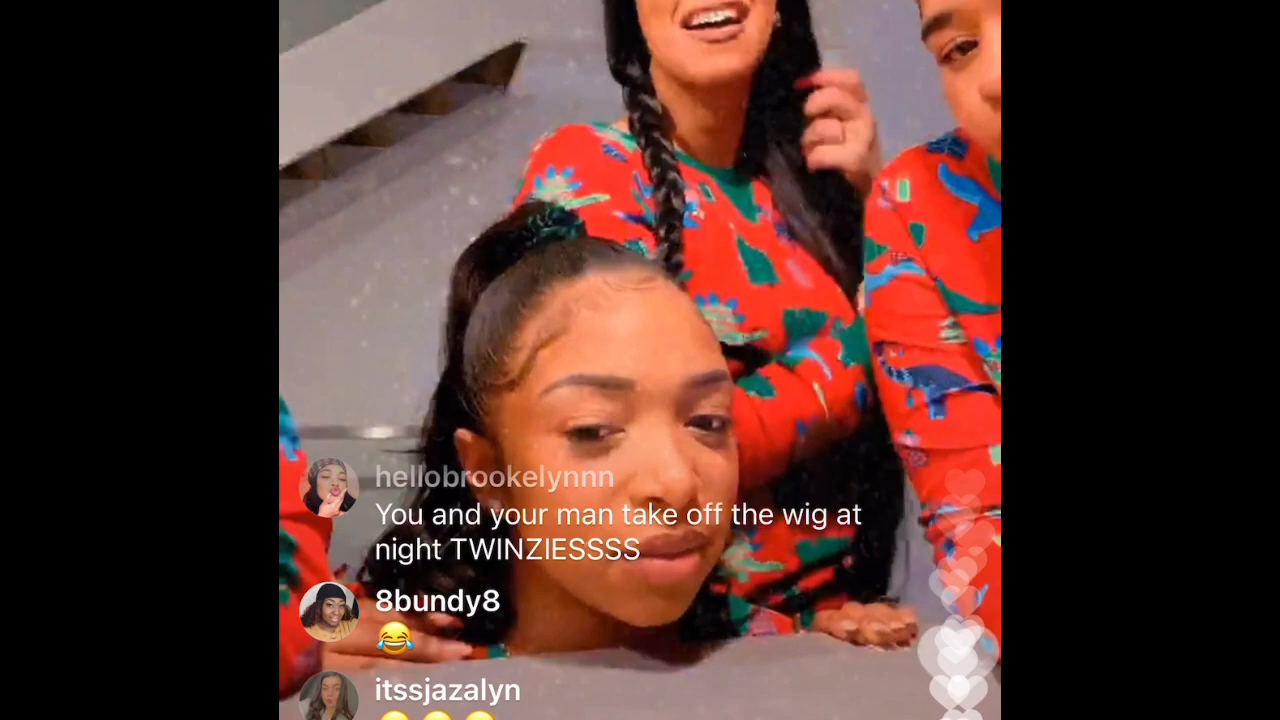 hellobrookelynnn
You and your man take off the wig at
night TWINZIESSSS
8bundy8
😂
itssjazalyn